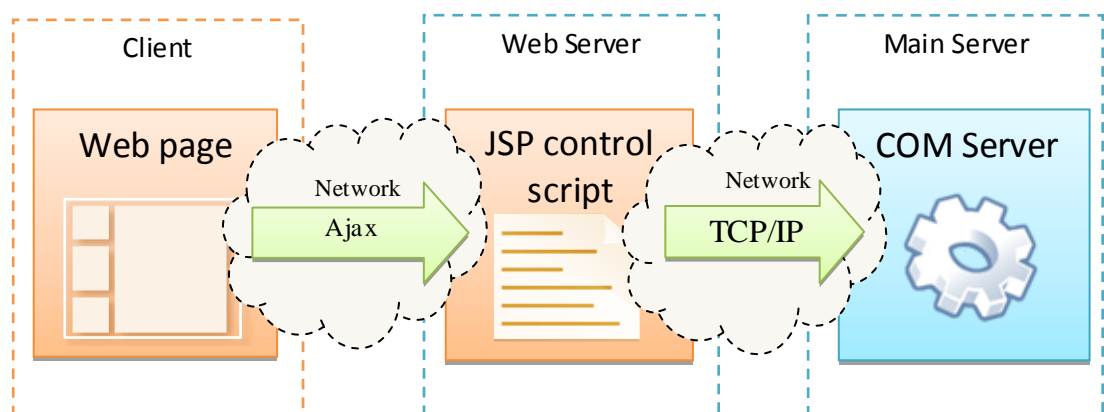 Client
Web Server
Main Server
Web page
JSP control
script
COM Server
Network
Ajax
Network
TCP/IP